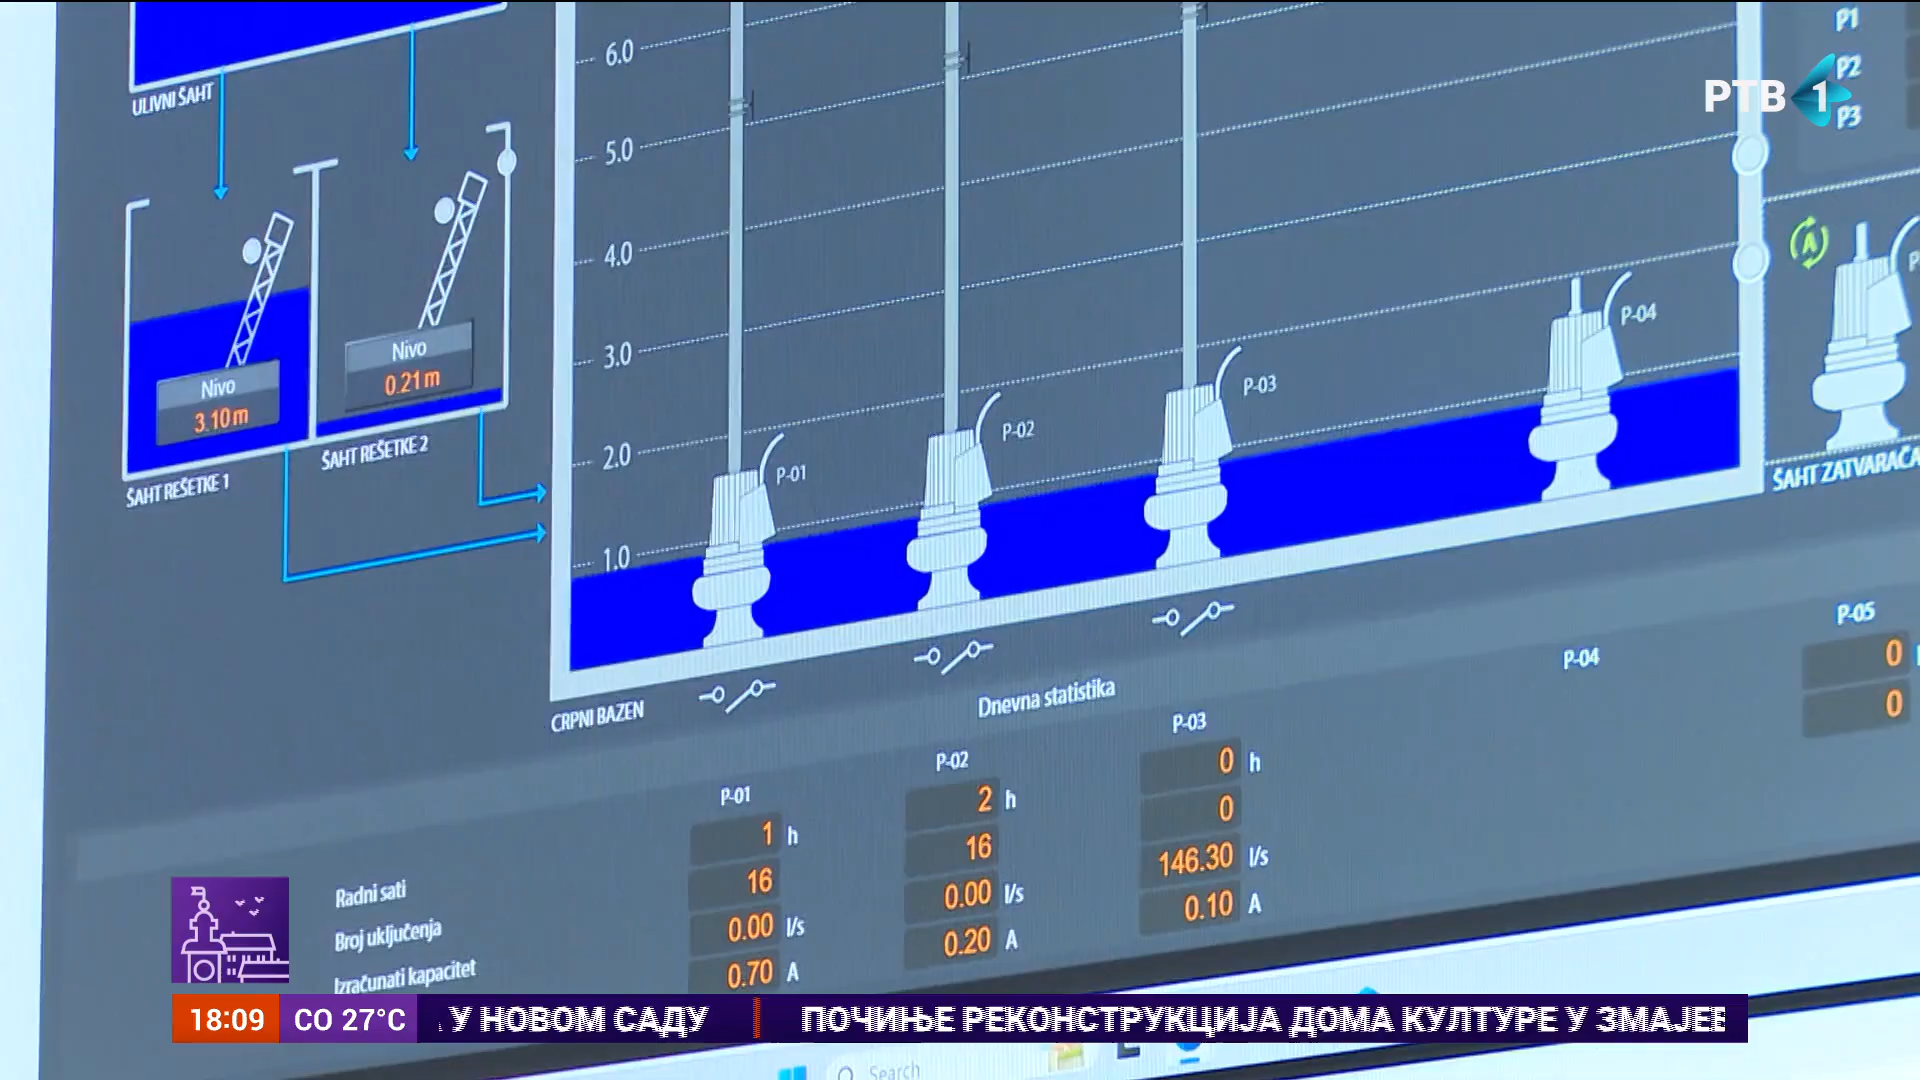 P1
P2
P3
РТВ 1
ULIVNI ŠAHT
6.0
5.0
4.0
3.0
2.0
1.0
Nivo
3.10 m
Nivo
0.21 m
ŠAHT REŠETKE 1
ŠAHT REŠETKE 2
P-01
P-02
P-03
P-04
A
ŠAHT ZATVARAČA
CRPNI BAZEN
Dnevna statistika
P-01
P-02
P-03
P-04
P-05
Radni sati
1 h
2 h
0 h
0
Broj uključenja
16
16
0
0
Izračunati kapacitet
0.00 l/s
0.00 l/s
146.30 l/s
0.70 A
0.20 A
0.10 A
18:09
СО 27°C
У НОВОМ САДУ | ПОЧИЊЕ РЕКОНСТРУКЦИЈА ДОМА КУЛТУРЕ У ЗМАЈЕВ
Search